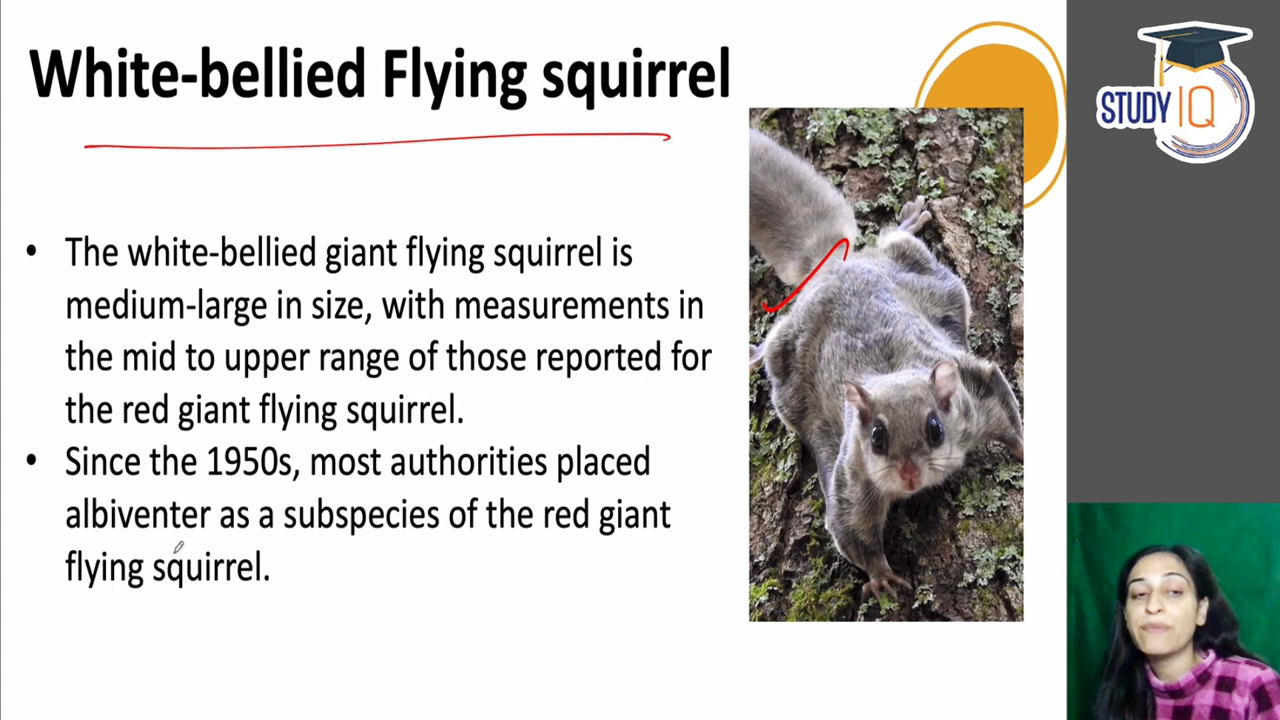 White-bellied Flying squirrel
STUDY IQ
• The white-bellied giant flying squirrel is
medium-large in size, with measurements in
the mid to upper range of those reported for
the red giant flying squirrel.
• Since the 1950s, most authorities placed
albiventer as a subspecies of the red giant
flying squirrel.